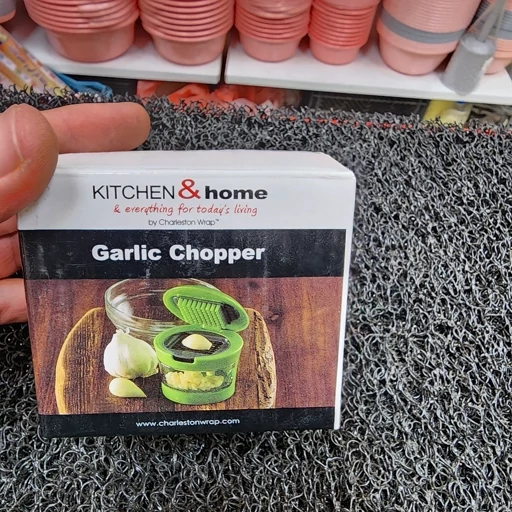 KITCHEN & home
& everything for today's living
by Charleston Wrap™
Garlic Chopper
www.charlestonwrap.com